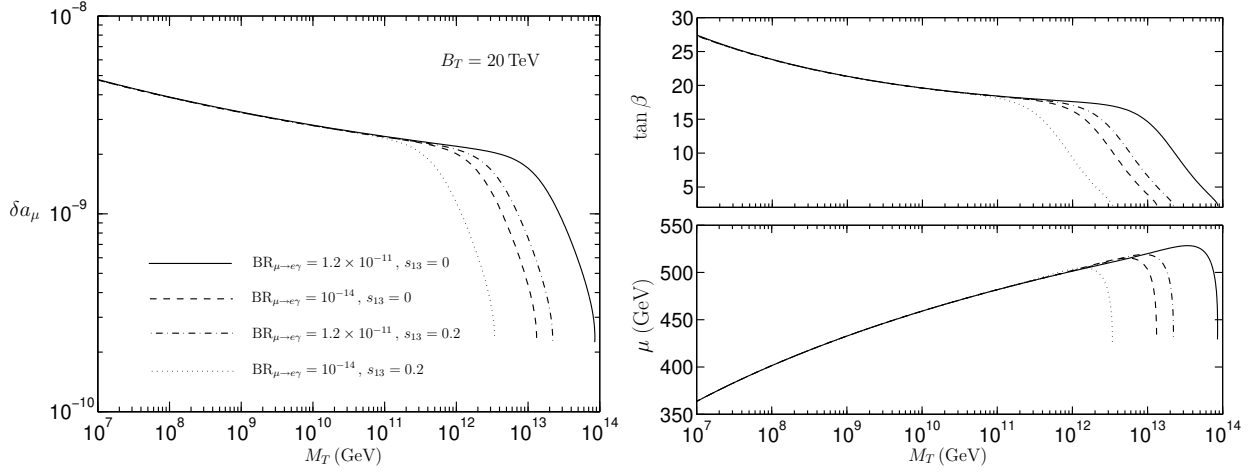 10^-8
10^-9
10^-10
δa_μ
B_T = 20 TeV
BR_μ→eγ = 1.2 × 10^-11 , s_13 = 0
BR_μ→eγ = 10^-14 , s_13 = 0
BR_μ→eγ = 1.2 × 10^-11 , s_13 = 0.2
BR_μ→eγ = 10^-14 , s_13 = 0.2
10^7 10^8 10^9 10^10 10^11 10^12 10^13 10^14
M_T (GeV)
30
25
20
15
10
5
tan β
550
500
450
400
350
μ (GeV)
10^7 10^8 10^9 10^10 10^11 10^12 10^13 10^14
M_T (GeV)